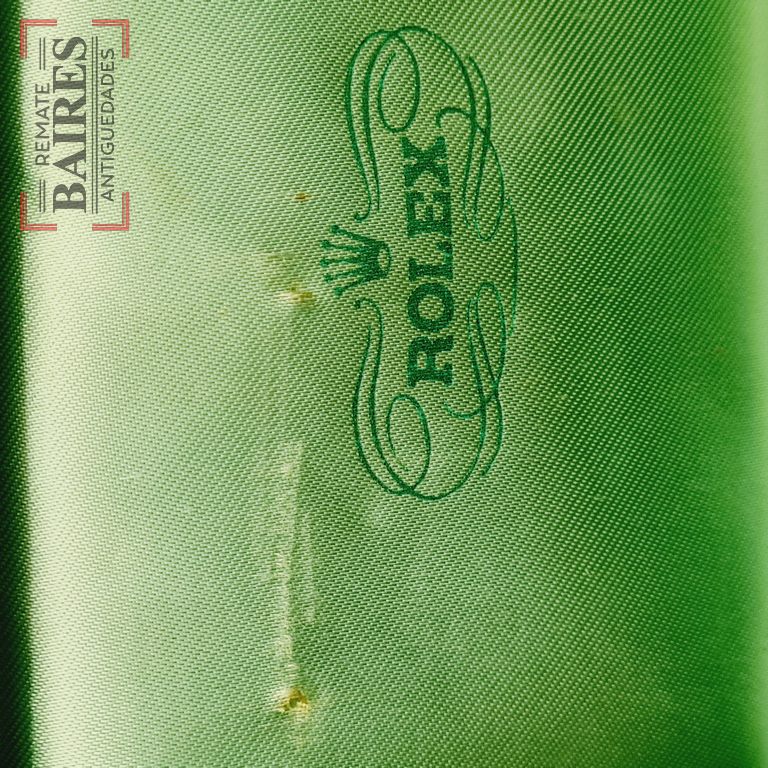 REMATE
BAIRES
ANTIGUEDADES
ROLEX